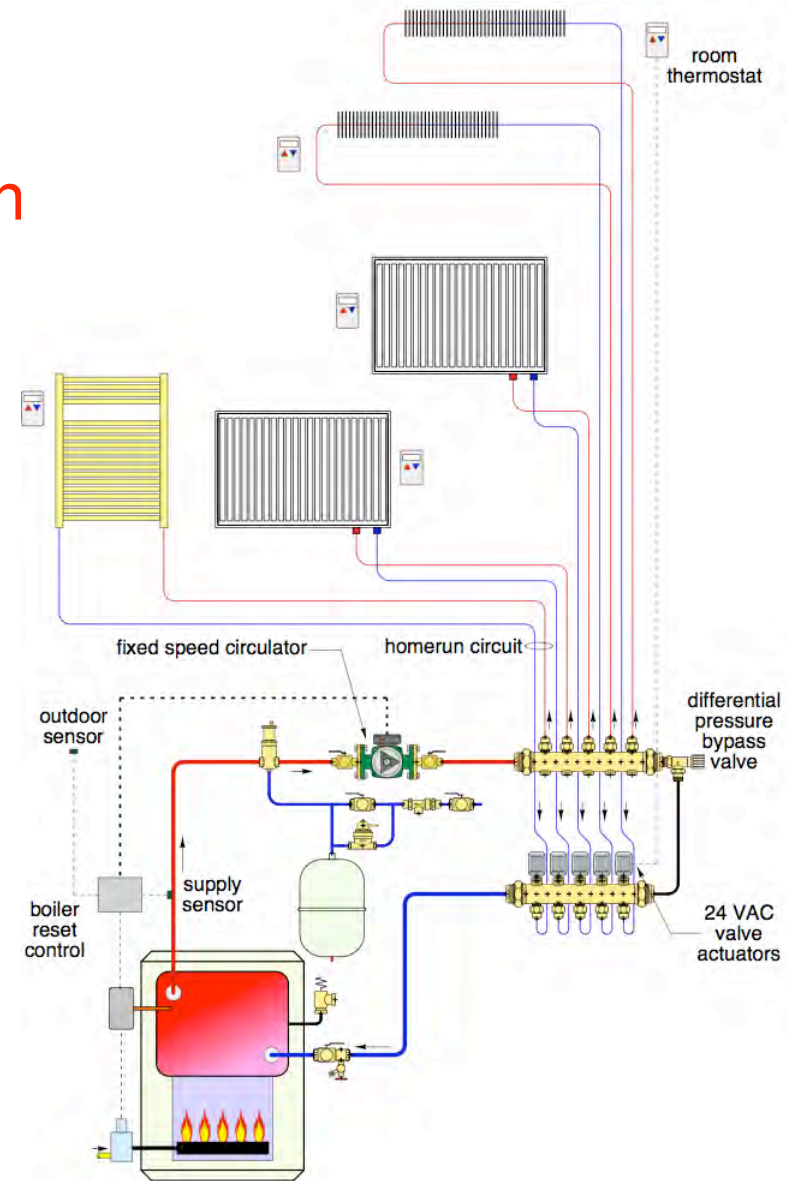 room
thermostat
n
fixed speed circulator
homerun circuit
outdoor
sensor
differential
pressure
bypass
valve
supply
sensor
boiler
reset
control
24 VAC
valve
actuators